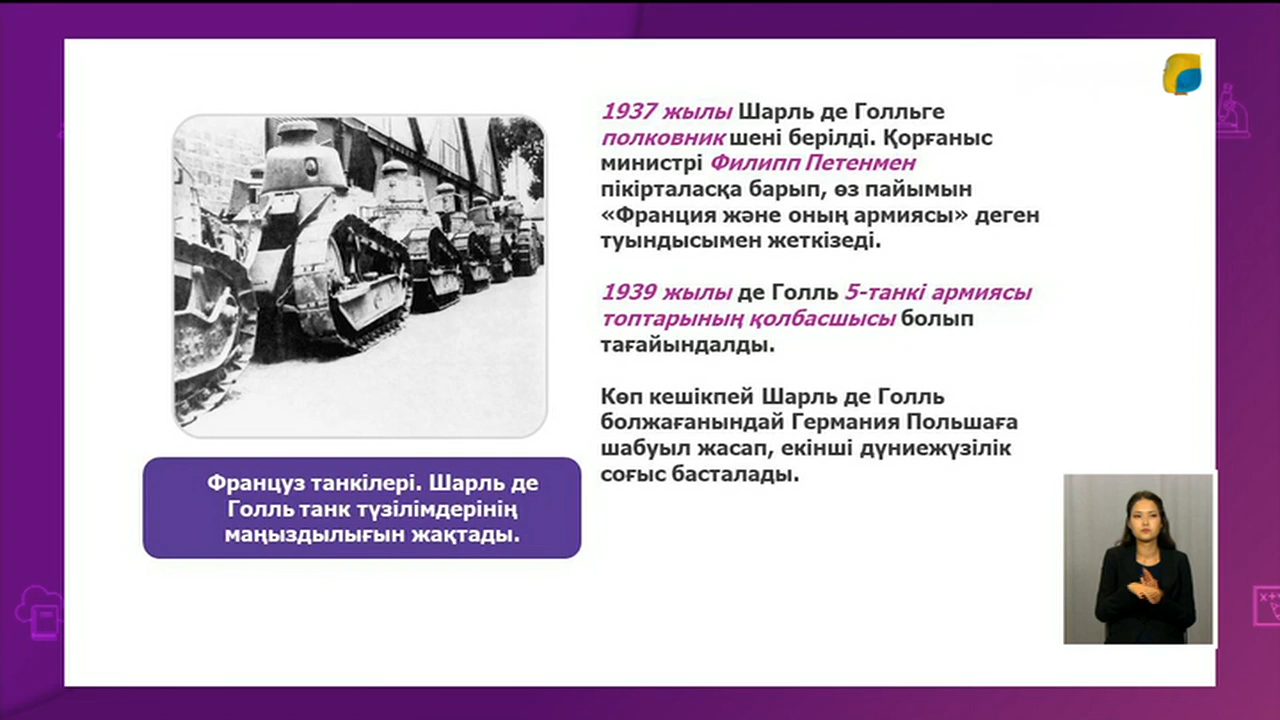 1937 жылы Шарль де Голльге
полковник шені берілді. Қорғаныс
министрі Филипп Петенмен
пікірталасқа барып, өз пайымын
«Франция және оның армиясы» деген
туындысымен жеткізеді.
1939 жылы де Голль 5-танкі армиясы
топтарының қолбасшысы болып
тағайындалды.
Көп кешікпей Шарль де Голль
болжағанындай Германия Польшаға
шабуыл жасап, екінші дүниежүзілік
соғыс басталады.
Француз танкілері. Шарль де
Голль танк түзілімдерінің
маңыздылығын жақтады.